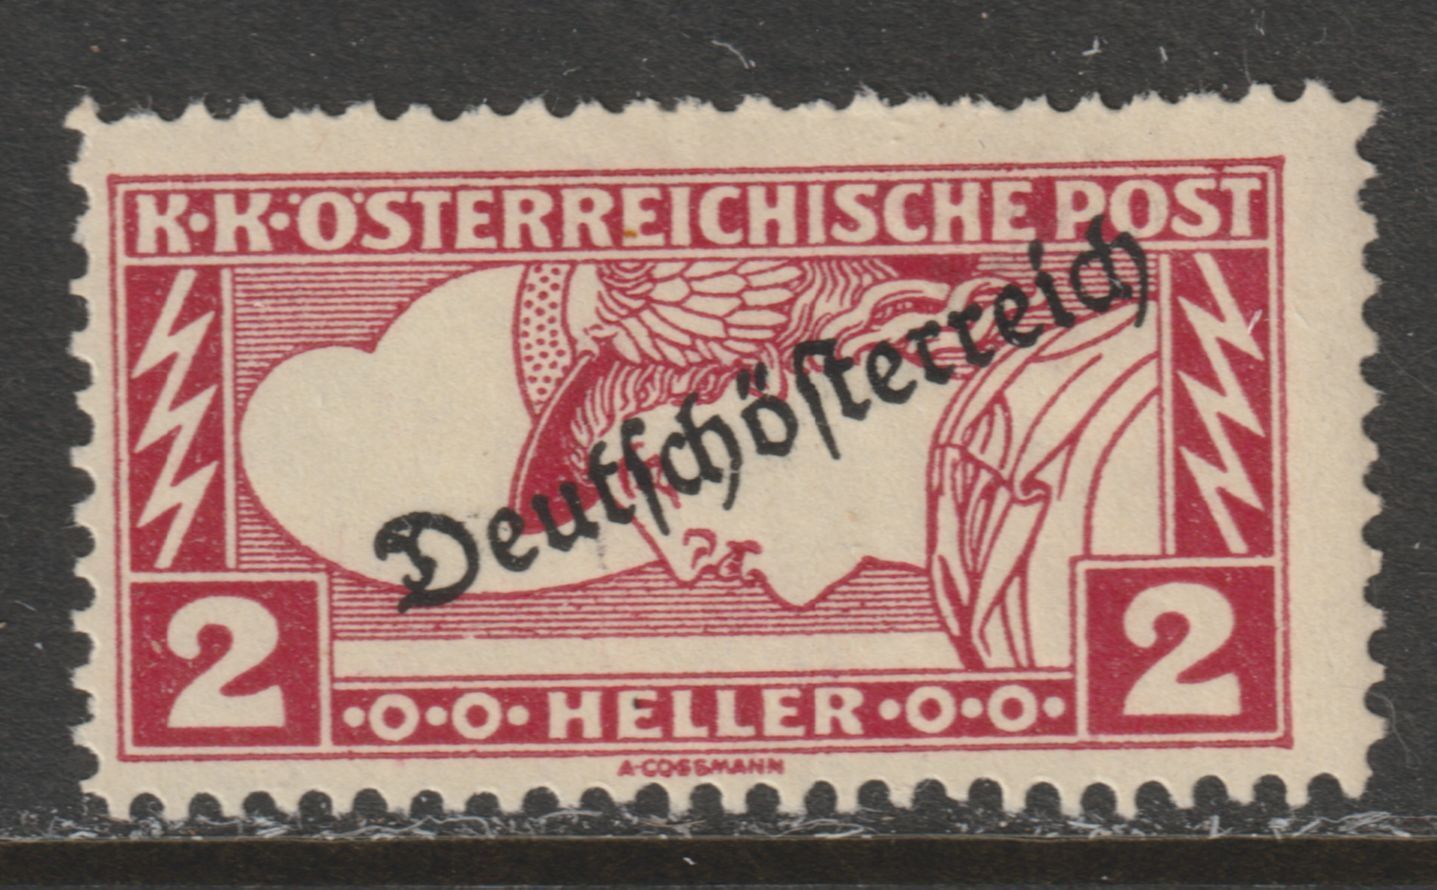 K·K·ÖSTERREICHISCHE POST
Deutschösterreich
2 2
·O·O· HELLER ·O·O·
A·COSSMANN